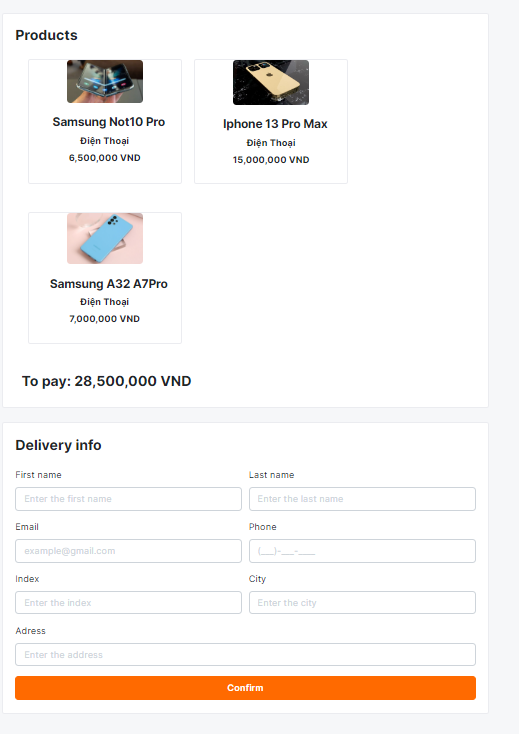 Products
Samsung Not10 Pro
Điện Thoại
6,500,000 VND
Iphone 13 Pro Max
Điện Thoại
15,000,000 VND
Samsung A32 A7Pro
Điện Thoại
7,000,000 VND
To pay: 28,500,000 VND
Delivery info
First name
Last name
Enter the first name
Enter the last name
Email
Phone
example@gmail.com
(___)-___-____
Index
City
Enter the index
Enter the city
Adress
Enter the address
Confirm